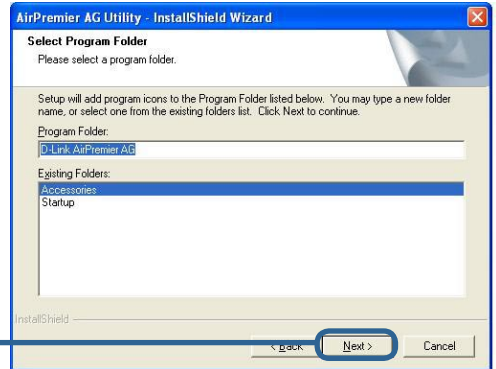 AirPremier AG Utility - InstallShield Wizard
Select Program Folder
Please select a program folder.
Setup will add program icons to the Program Folder listed below. You may type a new folder
name, or select one from the existing folders list. Click Next to continue.
Program Folder:
D-Link AirPremier AG
Existing Folders:
Accessories
Startup
InstallShield
< Back Next > Cancel